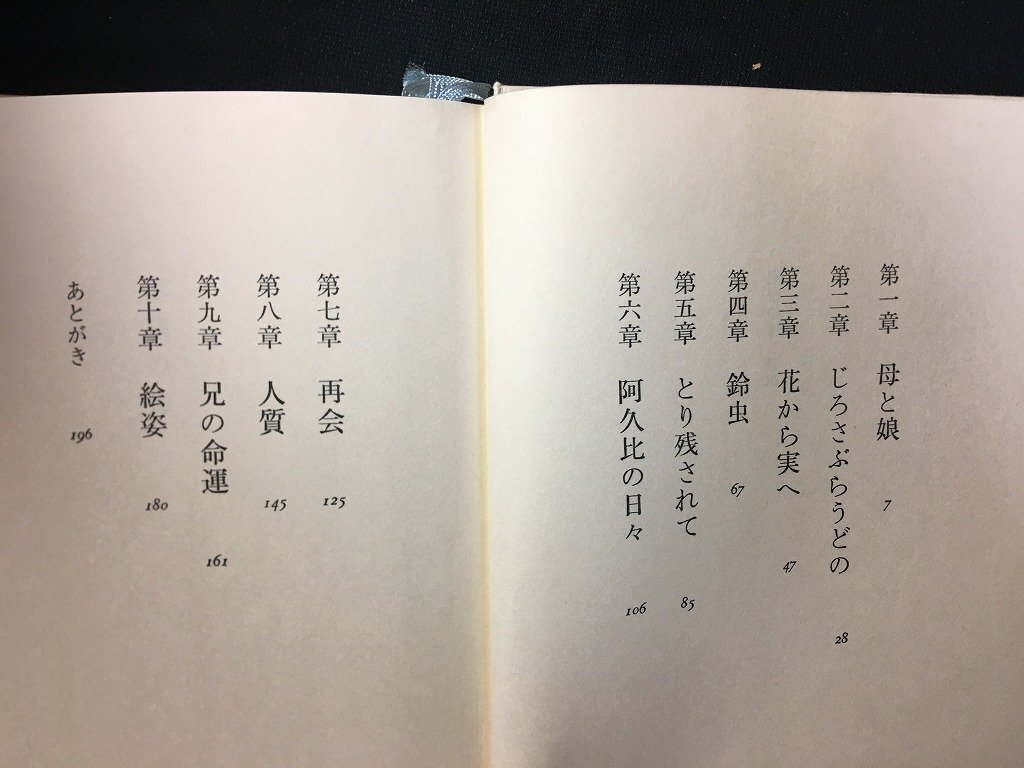 第一章　母と娘　7
第二章　じろさぶらうどの　28
第三章　花から実へ　47
第四章　鈴虫　67
第五章　とり残されて　85
第六章　阿久比の日々　106
第七章　再会　125
第八章　人質　145
第九章　兄の命運　161
第十章　絵姿　180
あとがき　196